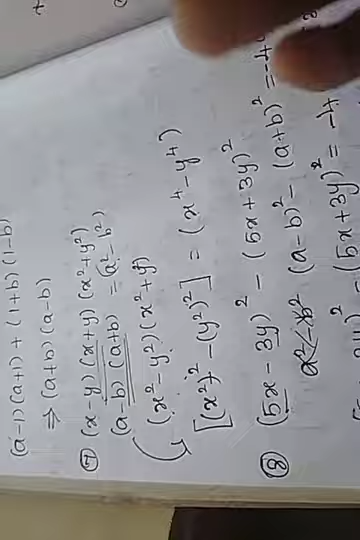 (a-1)(a+1) + (1+b)(1-b)
⇒ (a+b)(a-b)
⑦ (x-y)(x+y)(x²+y²)
(a-b)(a+b) = (a²-b²)
(x²-y²)(x²+y²)
[(x²)² - (y²)²] = (x⁴-y⁴)
⑧ (5x-3y)² - (5x+3y)²
(a-b)² - (a+b)² = -4
(5x+3y)² = -4